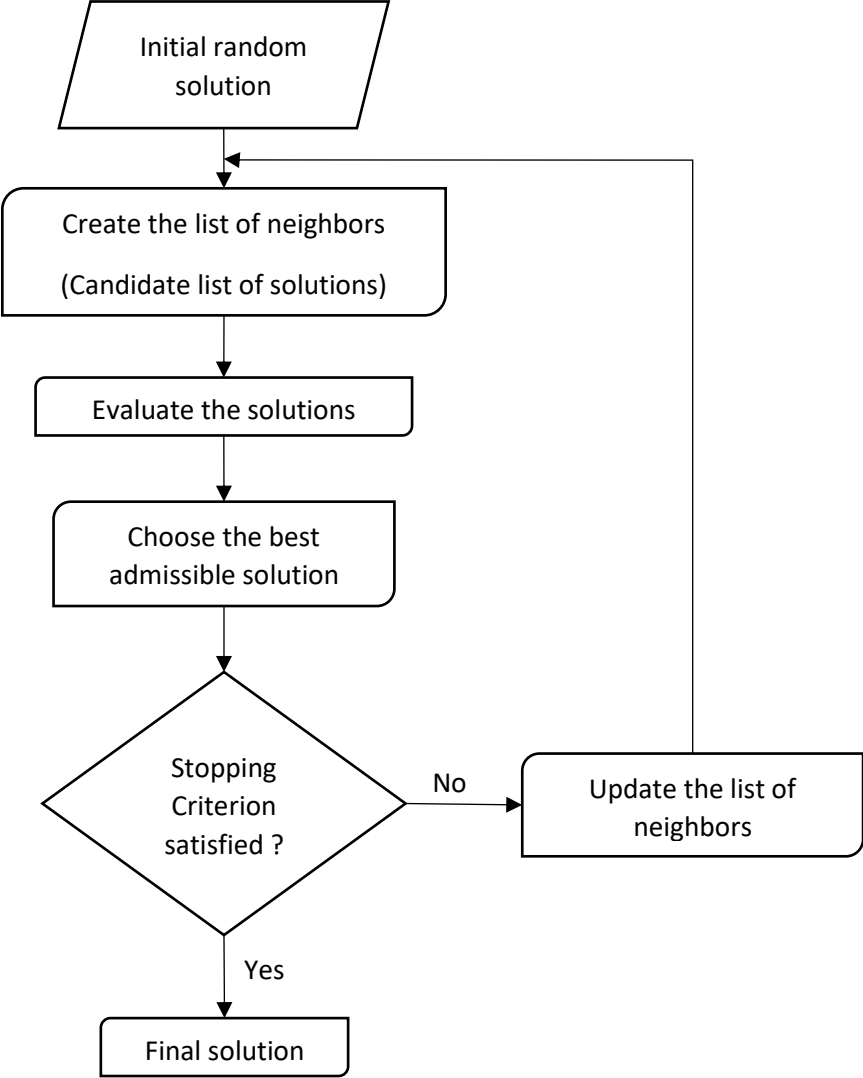 Initial random
solution
Create the list of neighbors
(Candidate list of solutions)
Evaluate the solutions
Choose the best
admissible solution
Stopping
Criterion
satisfied ?
No
Update the list of
neighbors
Yes
Final solution